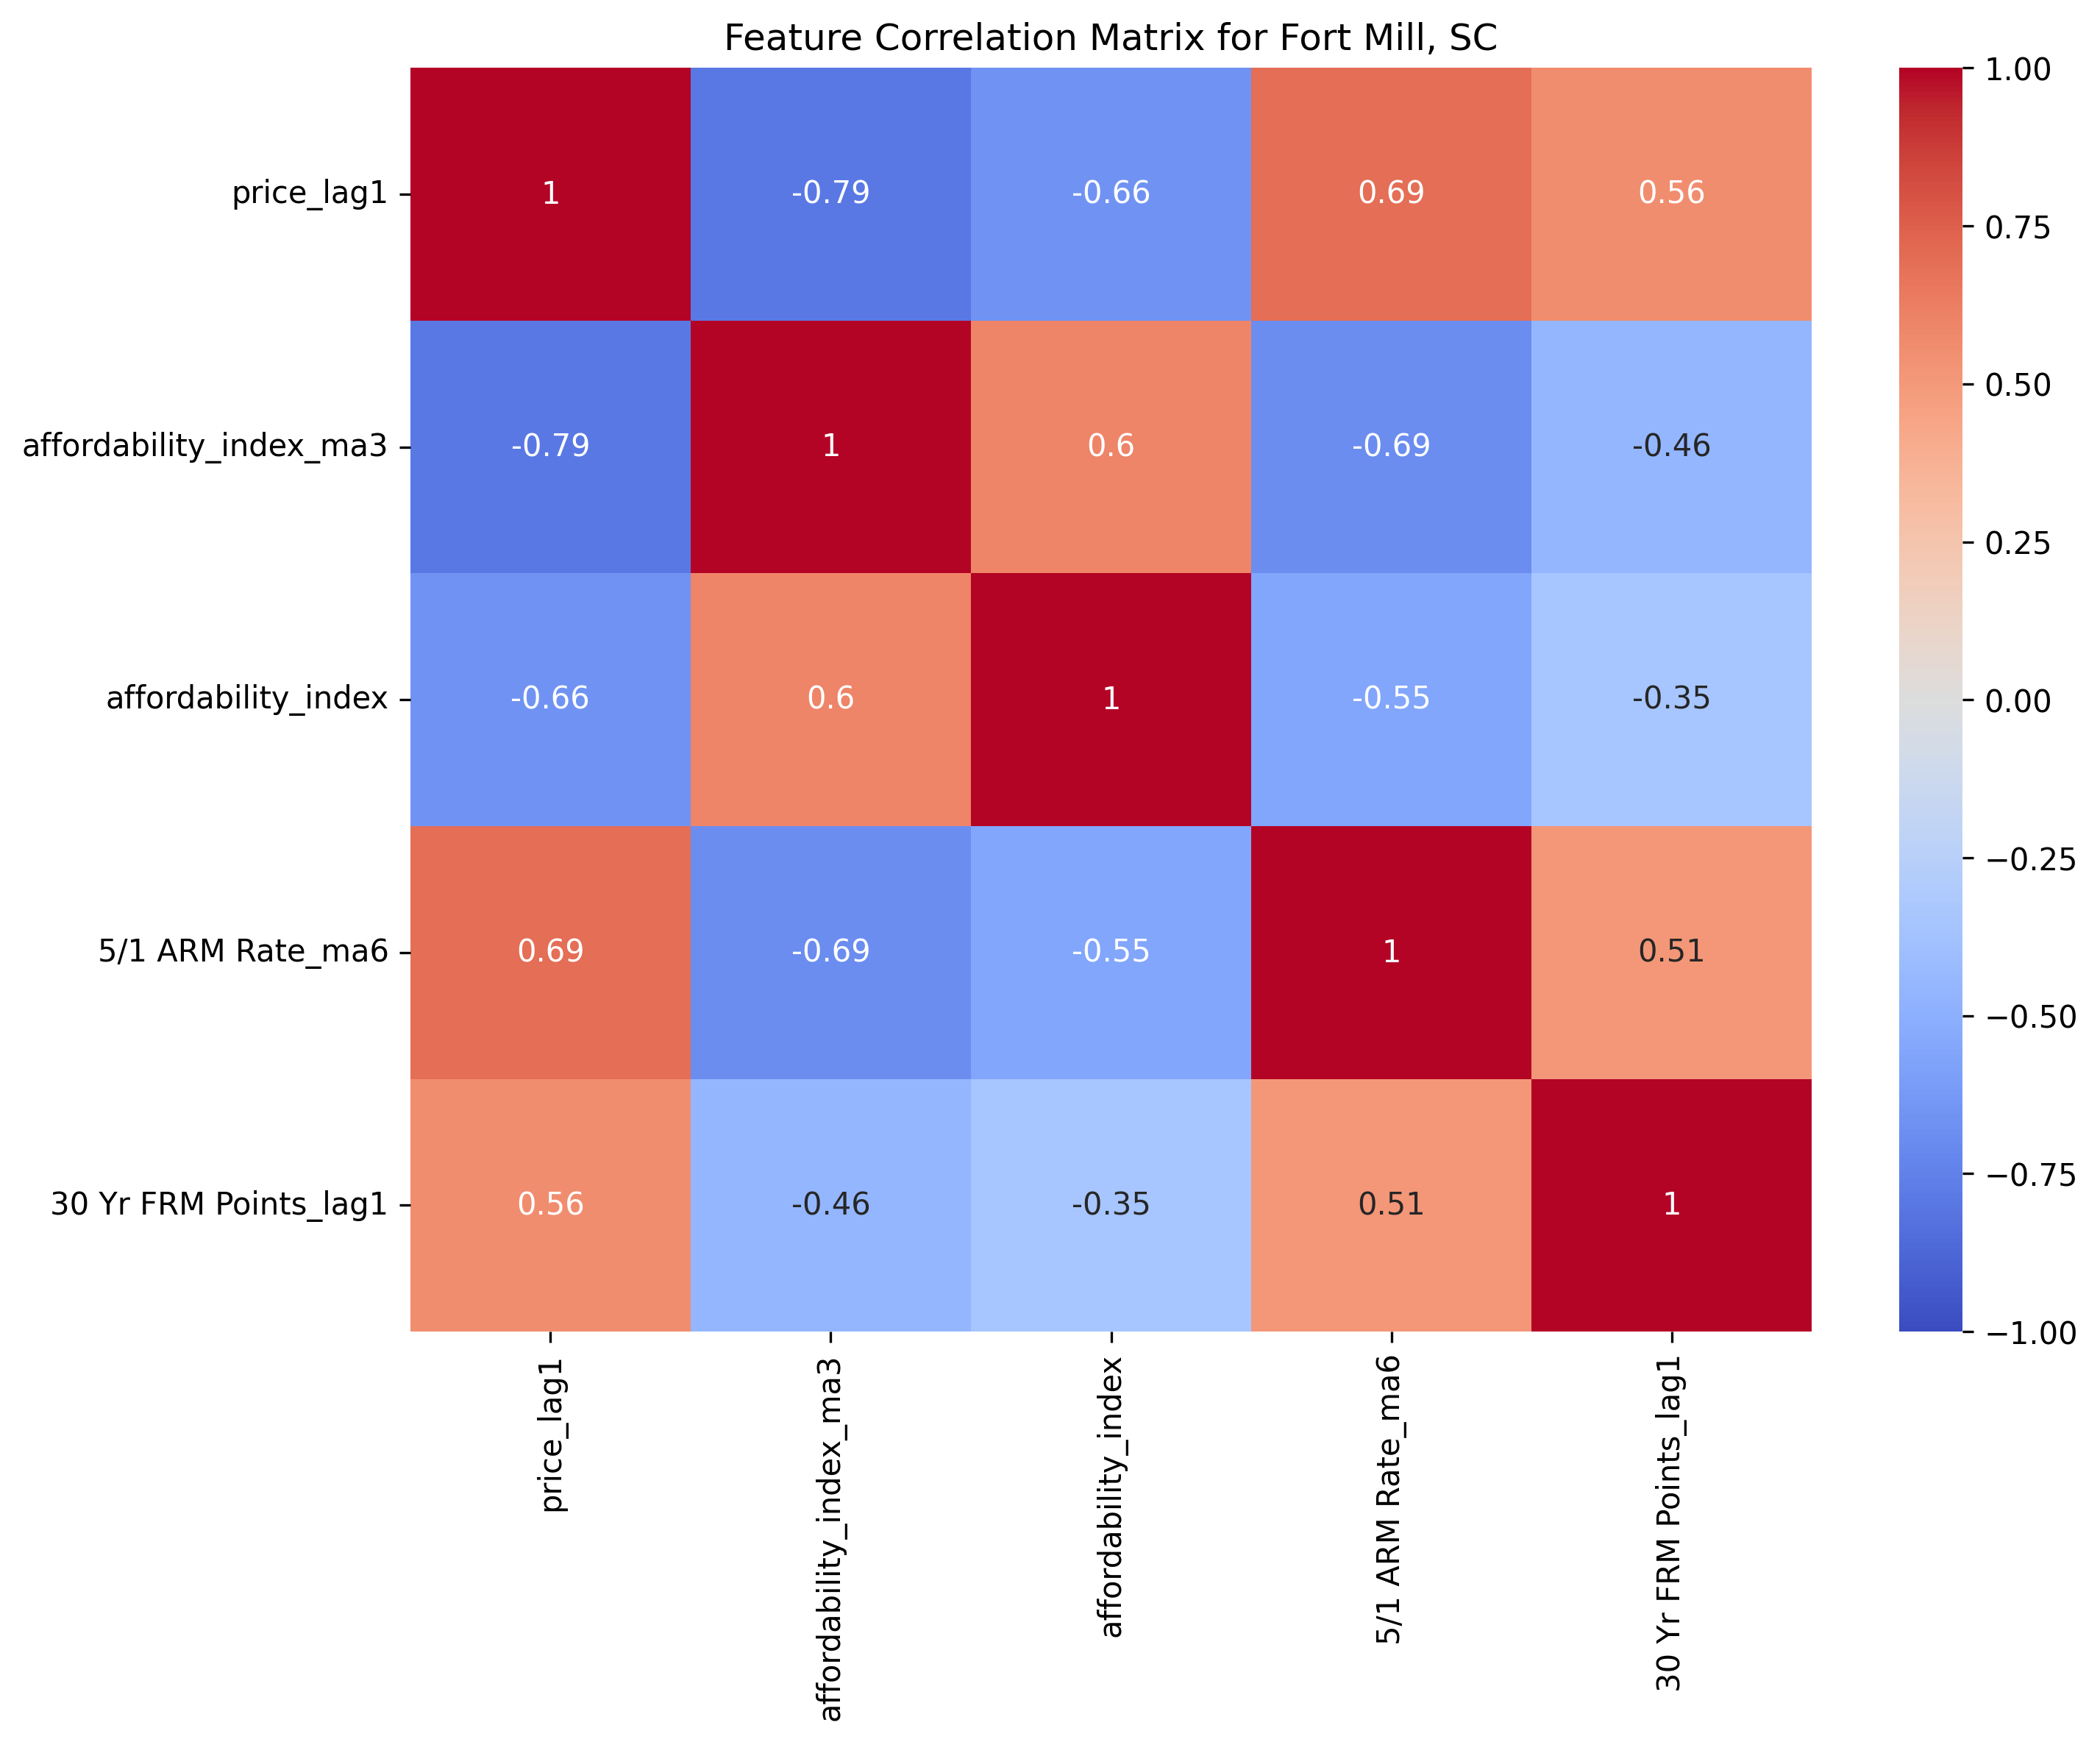 Feature Correlation Matrix for Fort Mill, SC
price_lag1 1 -0.79 -0.66 0.69 0.56
affordability_index_ma3 -0.79 1 0.6 -0.69 -0.46
affordability_index -0.66 0.6 1 -0.55 -0.35
5/1 ARM Rate_ma6 0.69 -0.69 -0.55 1 0.51
30 Yr FRM Points_lag1 0.56 -0.46 -0.35 0.51 1
price_lag1
affordability_index_ma3
affordability_index
5/1 ARM Rate_ma6
30 Yr FRM Points_lag1
1.00
0.75
0.50
0.25
0.00
−0.25
−0.50
−0.75
−1.00